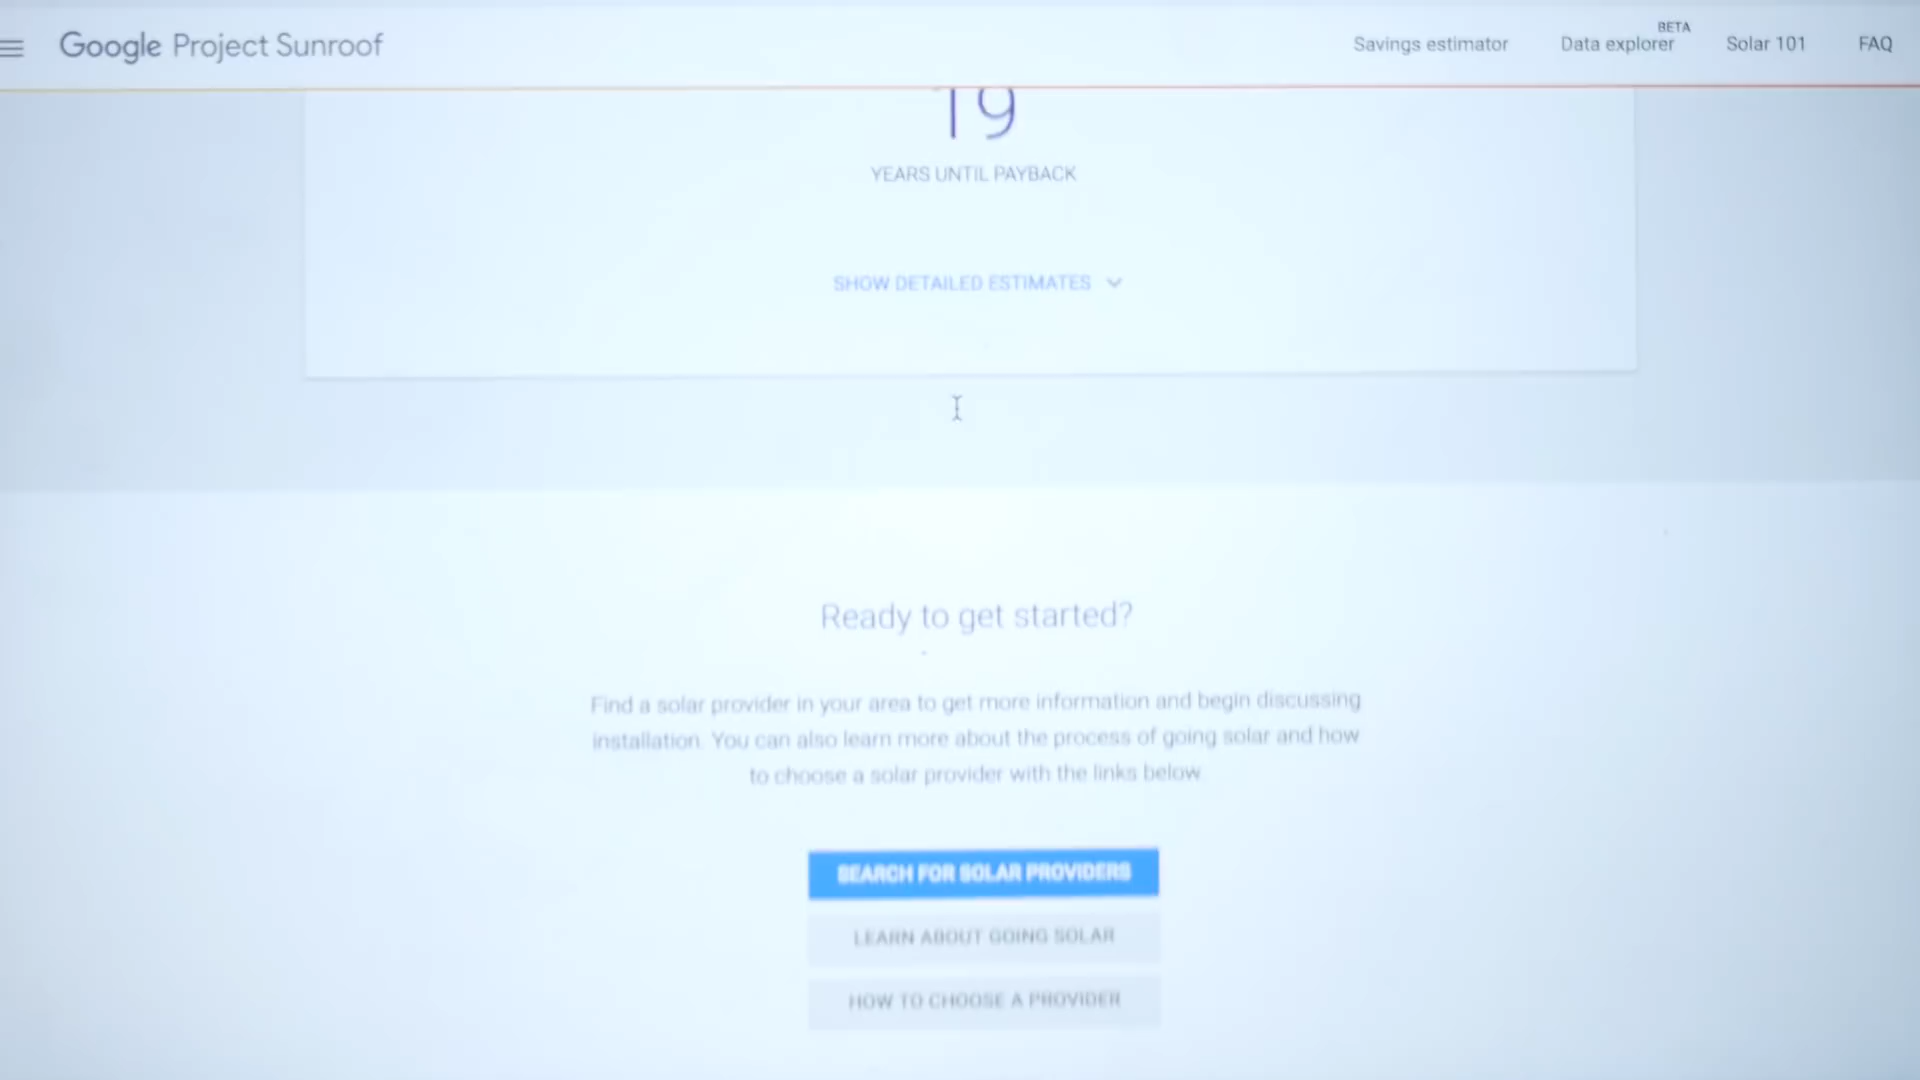 Google Project Sunroof
Savings estimator
Data explorer BETA
Solar 101
FAQ
19
YEARS UNTIL PAYBACK
SHOW DETAILED ESTIMATES
Ready to get started?
Find a solar provider in your area to get more information and begin discussing
installation. You can also learn more about the process of going solar and how
to choose a solar provider with the links below.
SEARCH FOR SOLAR PROVIDERS
LEARN ABOUT GOING SOLAR
HOW TO CHOOSE A PROVIDER